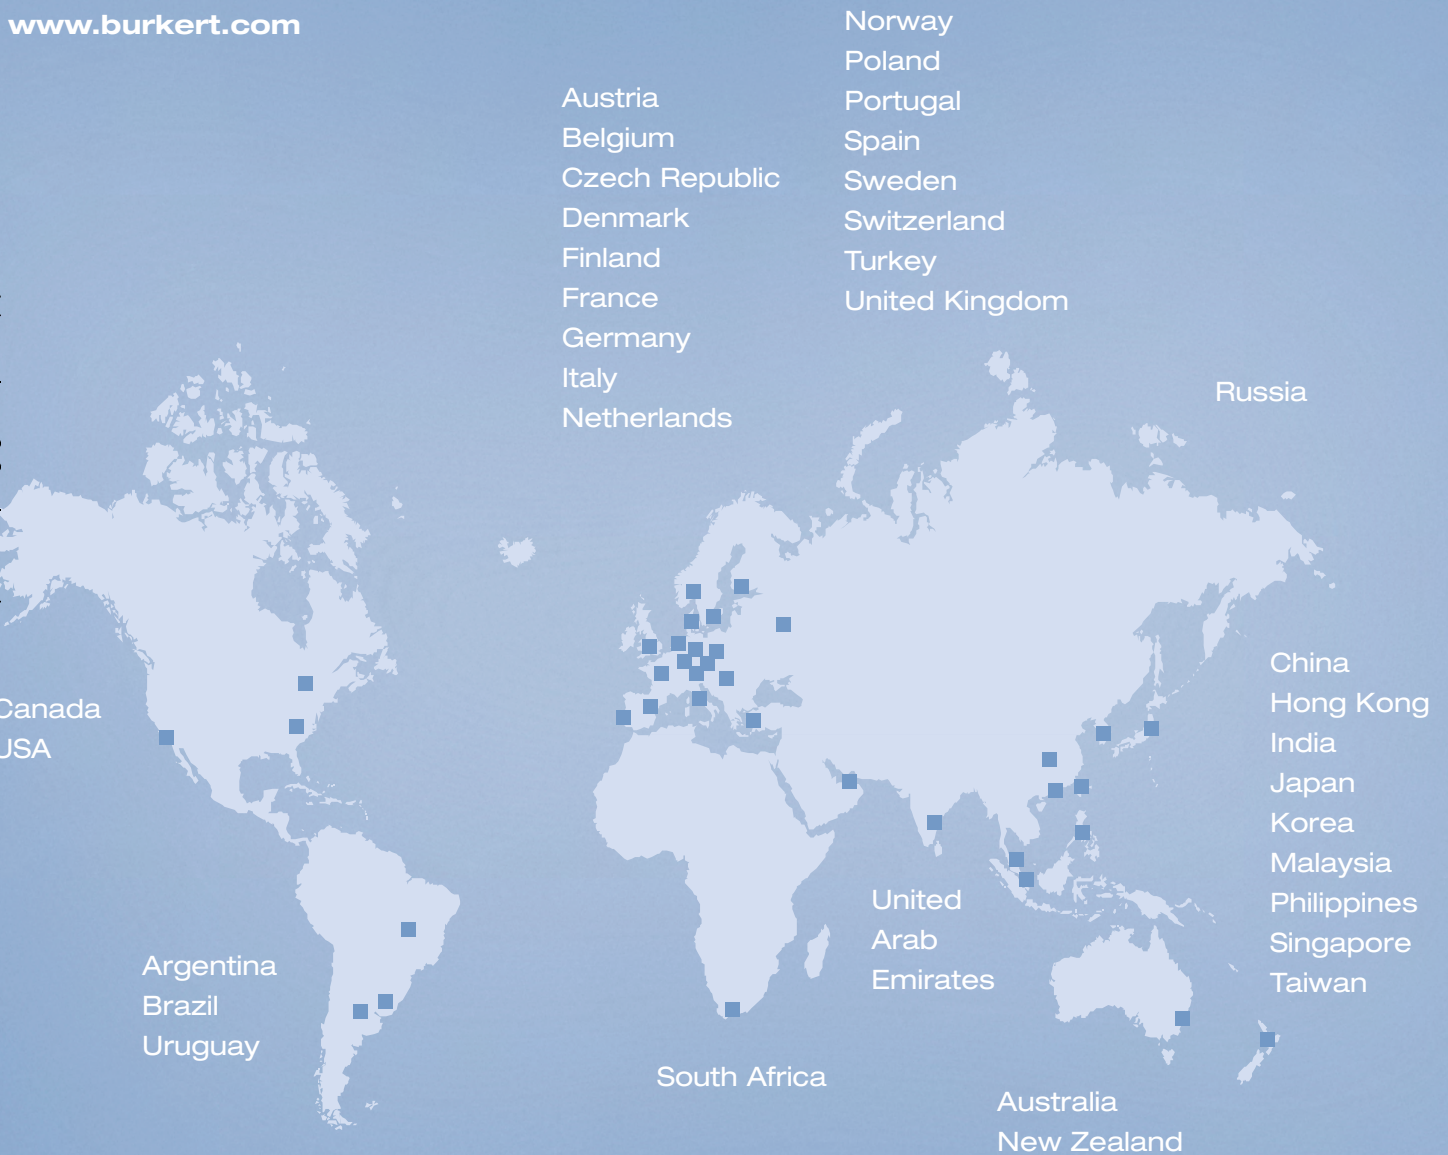 www.burkert.com
Austria
Belgium
Czech Republic
Denmark
Finland
France
Germany
Italy
Netherlands
Norway
Poland
Portugal
Spain
Sweden
Switzerland
Turkey
United Kingdom
Russia
Canada
USA
China
Hong Kong
India
Japan
Korea
Malaysia
Philippines
Singapore
Taiwan
United
Arab
Emirates
Argentina
Brazil
Uruguay
South Africa
Australia
New Zealand